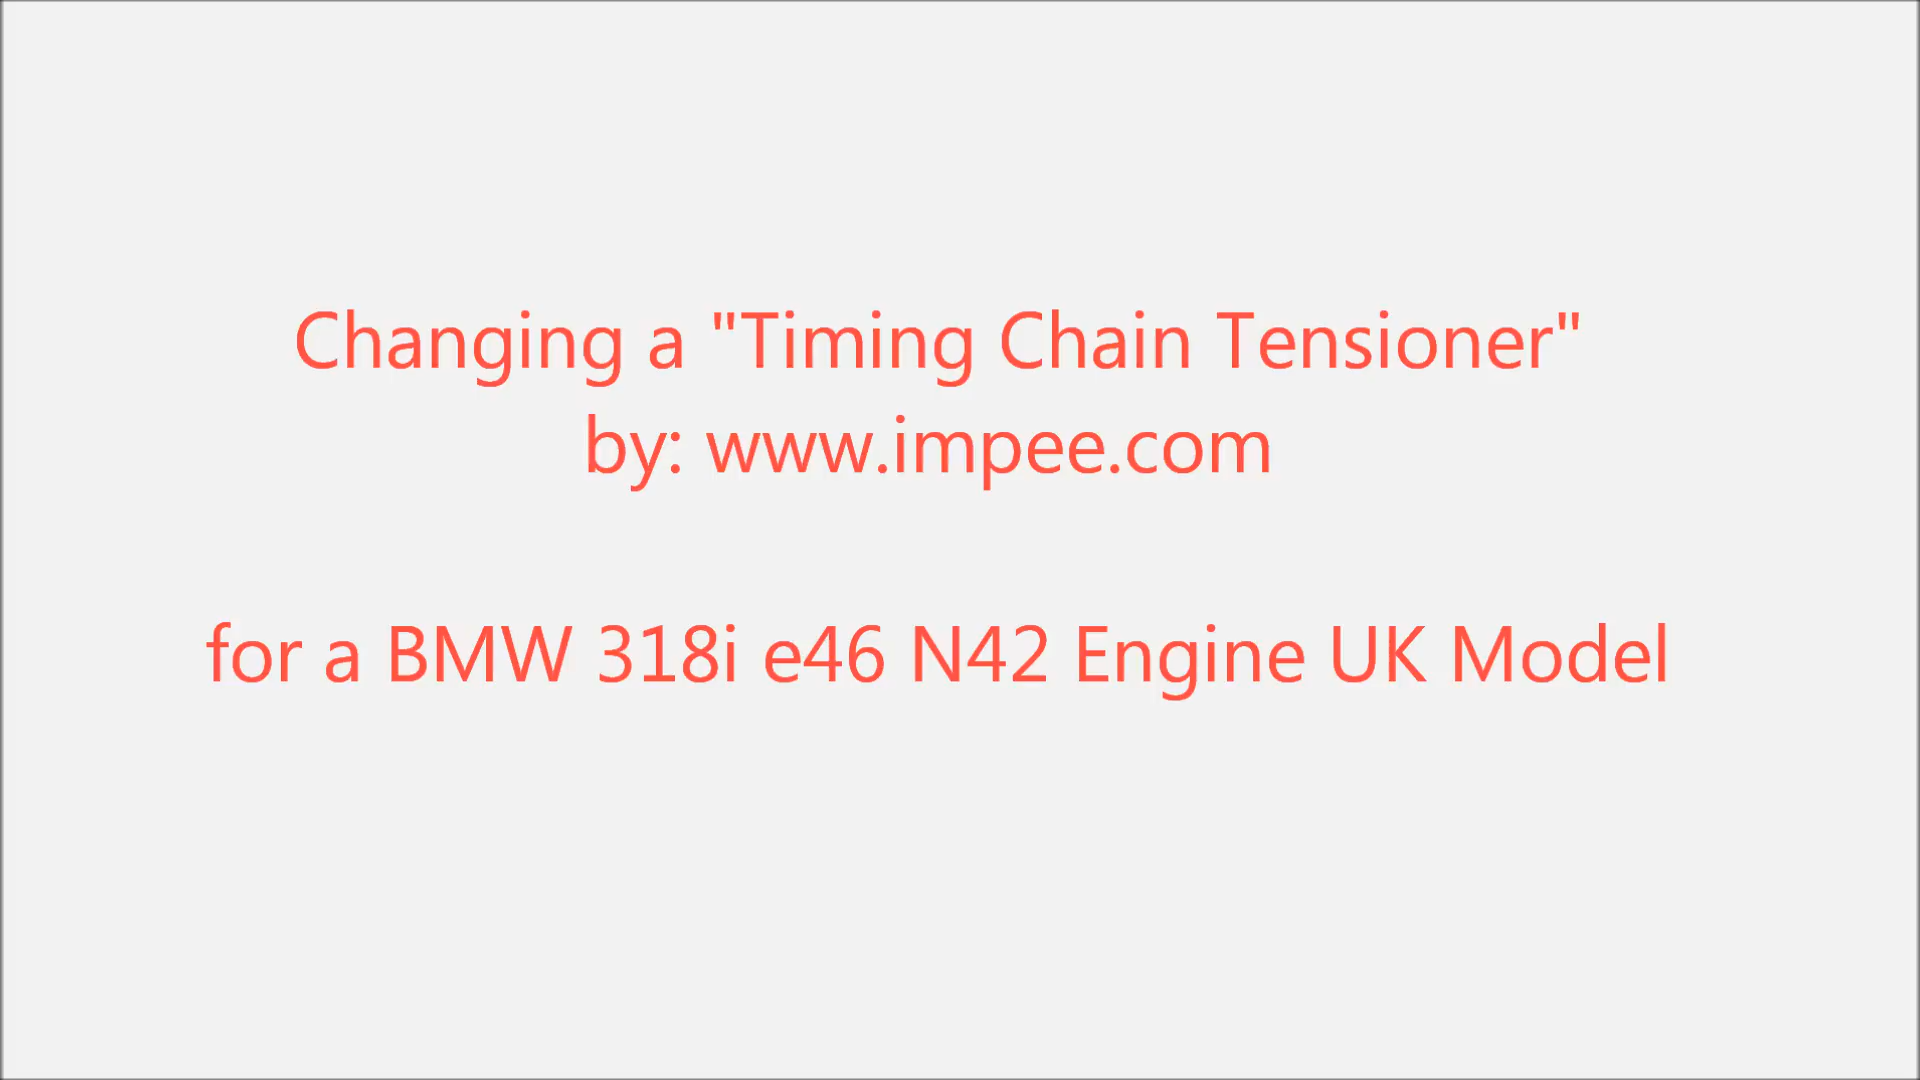 Changing a "Timing Chain Tensioner"
by: www.impee.com
for a BMW 318i e46 N42 Engine UK Model